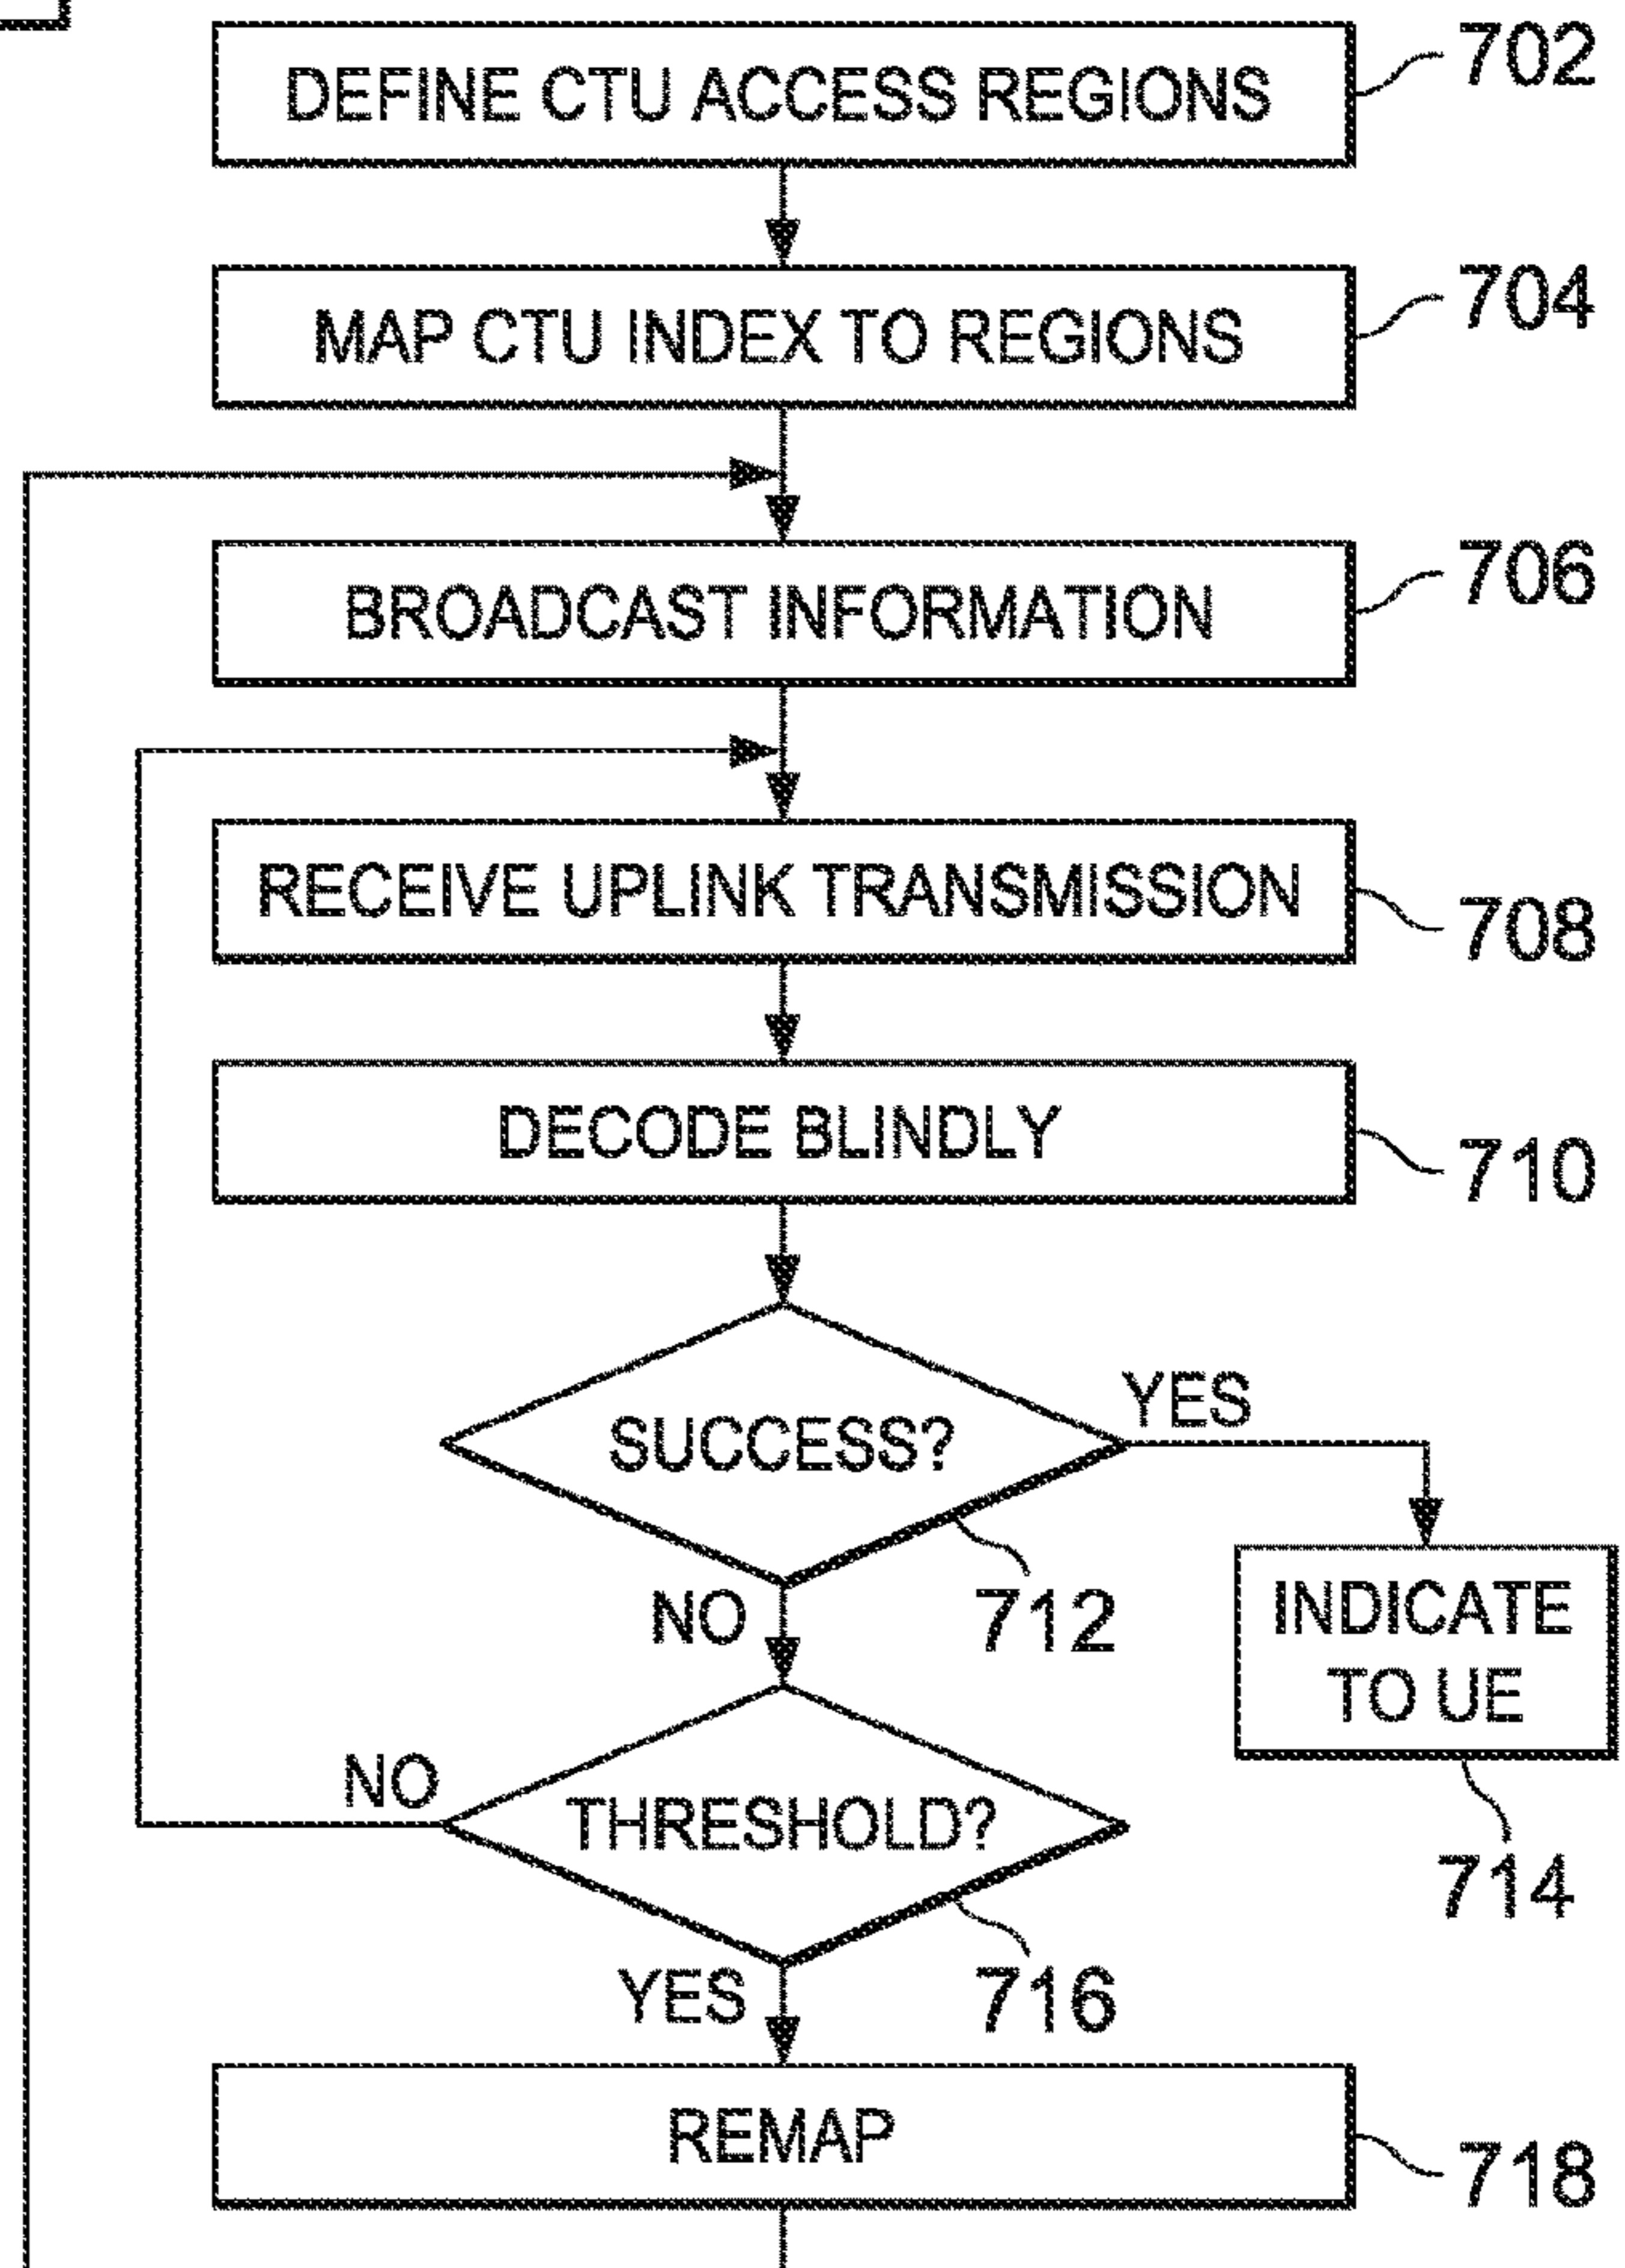 DEFINE CTU ACCESS REGIONS
702
MAP CTU INDEX TO REGIONS
704
BROADCAST INFORMATION
706
RECEIVE UPLINK TRANSMISSION
708
DECODE BLINDLY
710
SUCCESS?
YES
712
NO
INDICATE
TO UE
714
THRESHOLD?
NO
716
YES
REMAP
718